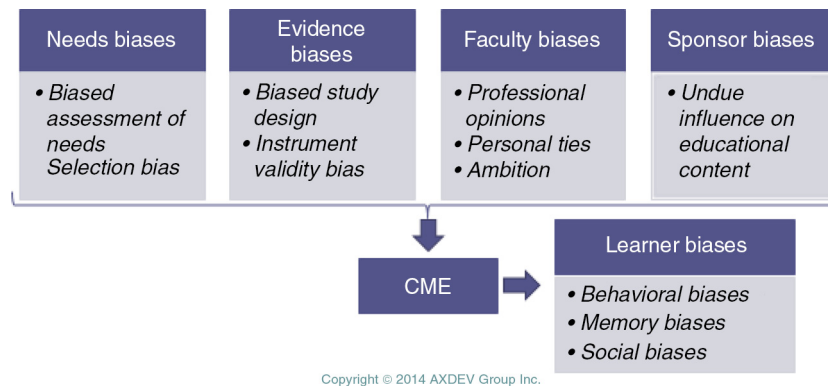 Needs biases
• Biased
assessment of
needs
Selection bias
Evidence
biases
• Biased study
design
• Instrument
validity bias
Faculty biases
• Professional
opinions
• Personal ties
• Ambition
Sponsor biases
• Undue
influence on
educational
content
CME
Learner biases
• Behavioral biases
• Memory biases
• Social biases
Copyright © 2014 AXDEV Group Inc.